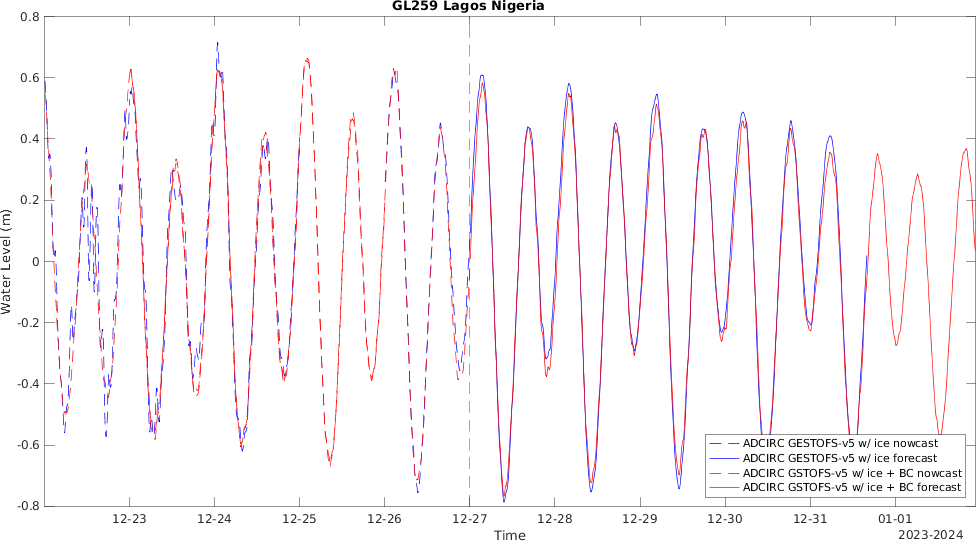 GL259 Lagos Nigeria
0.8
0.6
0.4
0.2
0
-0.2
-0.4
-0.6
-0.8
Water Level (m)
ADCIRC GESTOFS-v5 w/ ice nowcast
ADCIRC GESTOFS-v5 w/ ice forecast
ADCIRC GSTOFS-v5 w/ ice + BC nowcast
ADCIRC GSTOFS-v5 w/ ice + BC forecast
12-23 12-24 12-25 12-26 12-27 12-28 12-29 12-30 12-31 01-01
Time
2023-2024